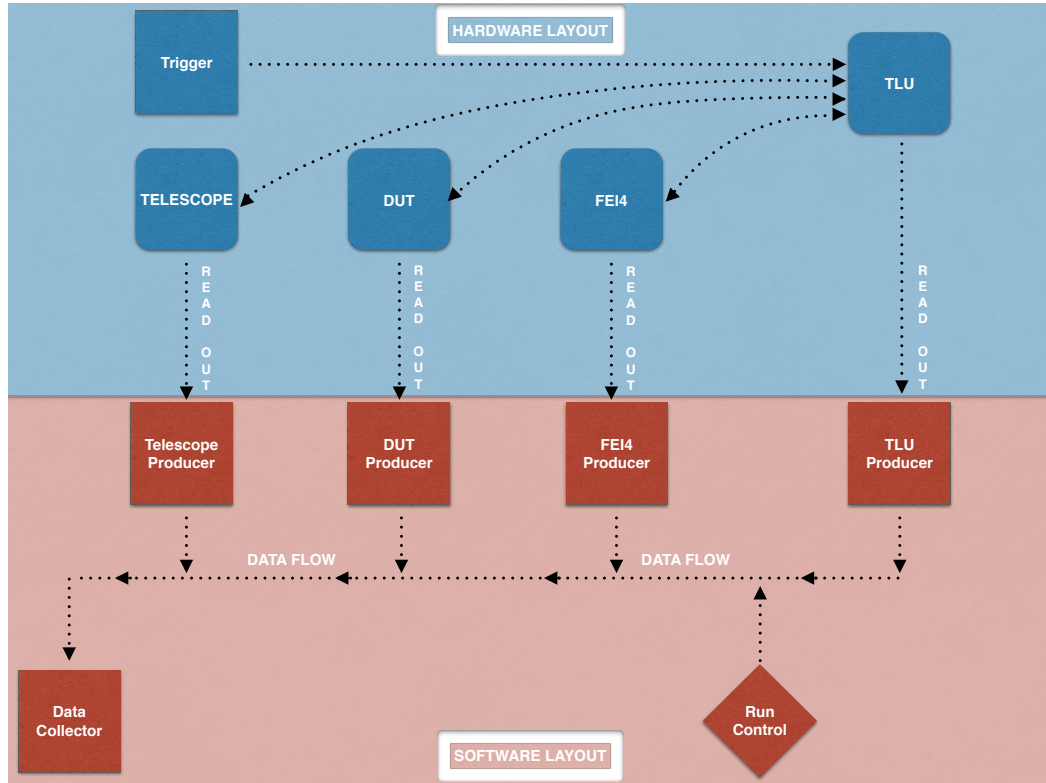 HARDWARE LAYOUT
Trigger
TLU
TELESCOPE
DUT
FEI4
READ OUT
READ OUT
READ OUT
READ OUT
Telescope
Producer
DUT
Producer
FEI4
Producer
TLU
Producer
DATA FLOW
DATA FLOW
Data
Collector
Run
Control
SOFTWARE LAYOUT